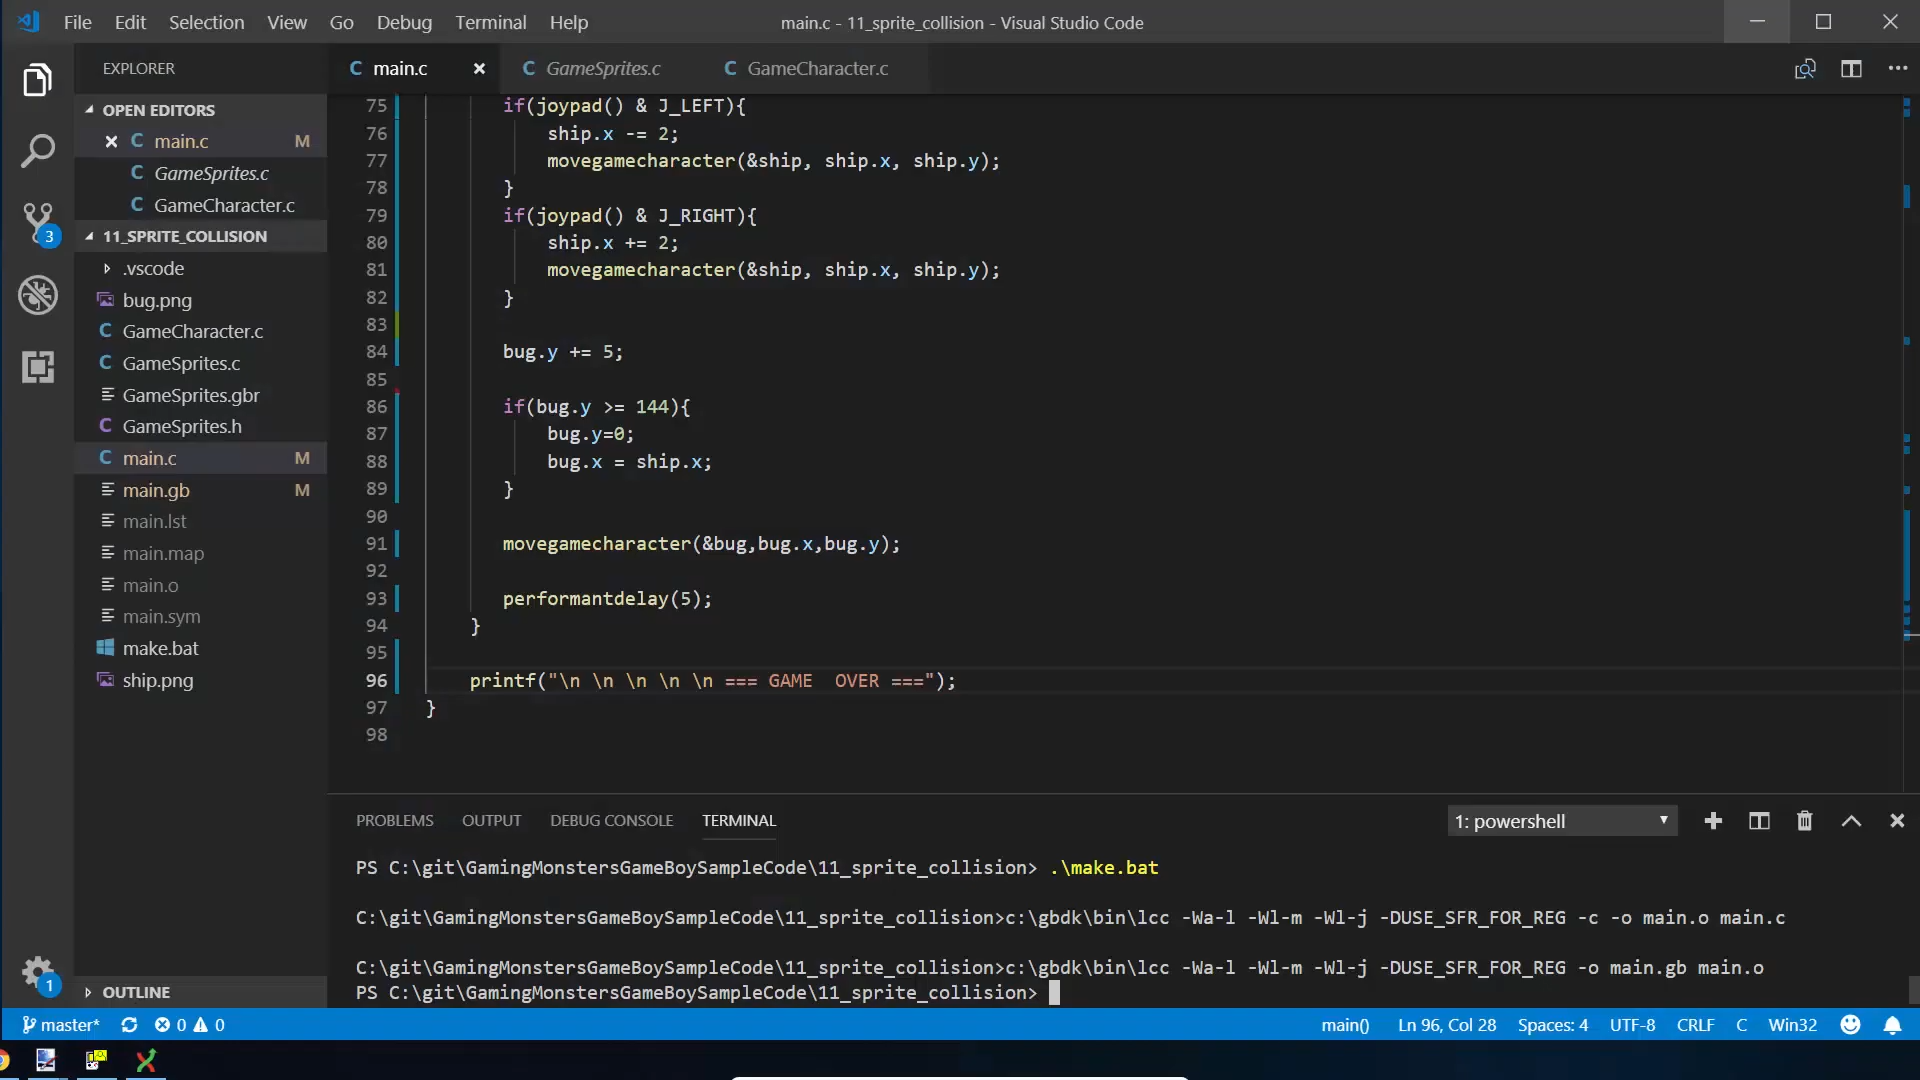 File Edit Selection View Go Debug Terminal Help main.c - 11_sprite_collision - Visual Studio Code
EXPLORER
OPEN EDITORS
C main.c M
C GameSprites.c
C GameCharacter.c
11_SPRITE_COLLISION
.vscode
bug.png
C GameCharacter.c
C GameSprites.c
GameSprites.gbr
C GameSprites.h
C main.c M
main.gb M
main.lst
main.map
main.o
main.sym
make.bat
ship.png
OUTLINE
3
1
C main.c C GameSprites.c C GameCharacter.c
75 if(joypad() & J_LEFT){
76 ship.x -= 2;
77 movegamecharacter(&ship, ship.x, ship.y);
78 }
79 if(joypad() & J_RIGHT){
80 ship.x += 2;
81 movegamecharacter(&ship, ship.x, ship.y);
82 }
83
84 bug.y += 5;
85
86 if(bug.y >= 144){
87 bug.y=0;
88 bug.x = ship.x;
89 }
90
91 movegamecharacter(&bug,bug.x,bug.y);
92
93 performantdelay(5);
94 }
95
96 printf("\n \n \n \n \n === GAME  OVER ===");
97 }
98
PROBLEMS OUTPUT DEBUG CONSOLE TERMINAL 1: powershell
PS C:\git\GamingMonstersGameBoySampleCode\11_sprite_collision> .\make.bat
C:\git\GamingMonstersGameBoySampleCode\11_sprite_collision>c:\gbdk\bin\lcc -Wa-l -Wl-m -Wl-j -DUSE_SFR_FOR_REG -c -o main.o main.c
C:\git\GamingMonstersGameBoySampleCode\11_sprite_collision>c:\gbdk\bin\lcc -Wa-l -Wl-m -Wl-j -DUSE_SFR_FOR_REG -o main.gb main.o
PS C:\git\GamingMonstersGameBoySampleCode\11_sprite_collision>
master* 0 0 main() Ln 96, Col 28 Spaces: 4 UTF-8 CRLF C Win32